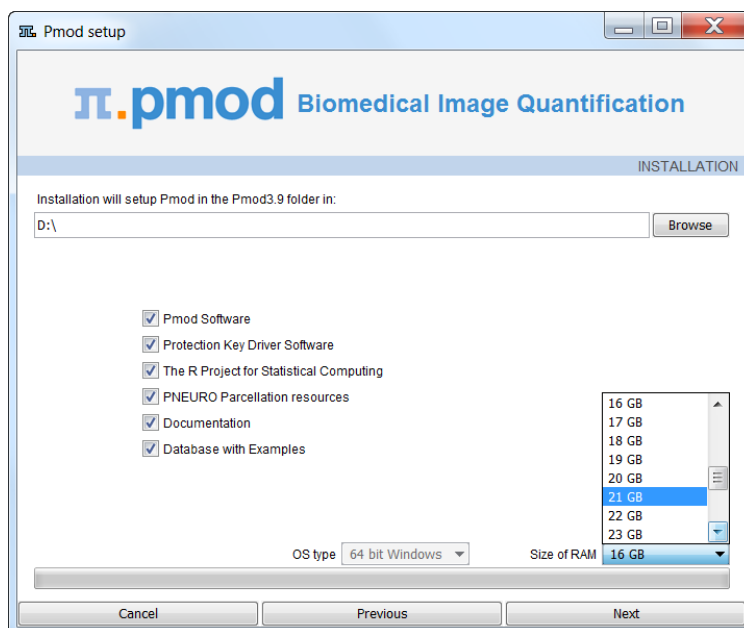 Pmod setup
π.pmod Biomedical Image Quantification
INSTALLATION
Installation will setup Pmod in the Pmod3.9 folder in:
D:\
Browse
Pmod Software
Protection Key Driver Software
The R Project for Statistical Computing
PNEURO Parcellation resources
Documentation
Database with Examples
16 GB
17 GB
18 GB
19 GB
20 GB
21 GB
22 GB
23 GB
OS type 64 bit Windows Size of RAM 16 GB
Cancel Previous Next